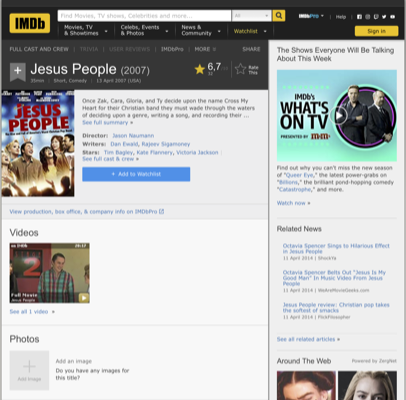 IMDb
Find Movies, TV shows, Celebrities and more...
All
IMDbPro
Help
Movies, TV & Showtimes
Celebs, Events & Photos
News & Community
Watchlist
Sign in
FULL CAST AND CREW | TRIVIA | USER REVIEWS | IMDbPro | MORE
SHARE
Jesus People (2007)
35min | Short, Comedy | 13 April 2007 (USA)
6,7
Rate This
JESUS PEOPLE
Once Zak, Cara, Gloria, and Ty decide upon the name Cross My
Heart for their Christian band they must wade through the waters
of deciding upon a genre, writing a song, and recording their ...
See full summary »
Director: Jason Naumann
Writers: Dan Ewald, Rajeev Sigamoney
Stars: Tim Bagley, Kate Flannery, Victoria Jackson
See full cast & crew »
+ Add to Watchlist
View production, box office, & company info on IMDbPro
Videos
Full Movie
See all 1 video »
Photos
Add Image
Add an image
Do you have any images for
this title?
The Shows Everyone Will Be Talking
About This Week
IMDb's
WHAT'S
ON TV
PRESENTED BY
Find out why you can't miss the new season
of "Queer Eye," the latest power-grabs on
"Billions," the brilliant pond-hopping comedy
"Catastrophe," and more.
Watch now »
Related News
Octavia Spencer Sings to Hilarious Effect
in Jesus People
11 April 2014 | ShockYa
Octavia Spencer Belts Out "Jesus Is My
Good Man" In Music Video From Jesus
People
11 April 2014 | WeAreMovieGeeks.com
Jesus People review: Christian pop takes
the softest of smacks
11 April 2014 | FlickFilosopher
See all related articles »
Around The Web
Powered by ZergNet